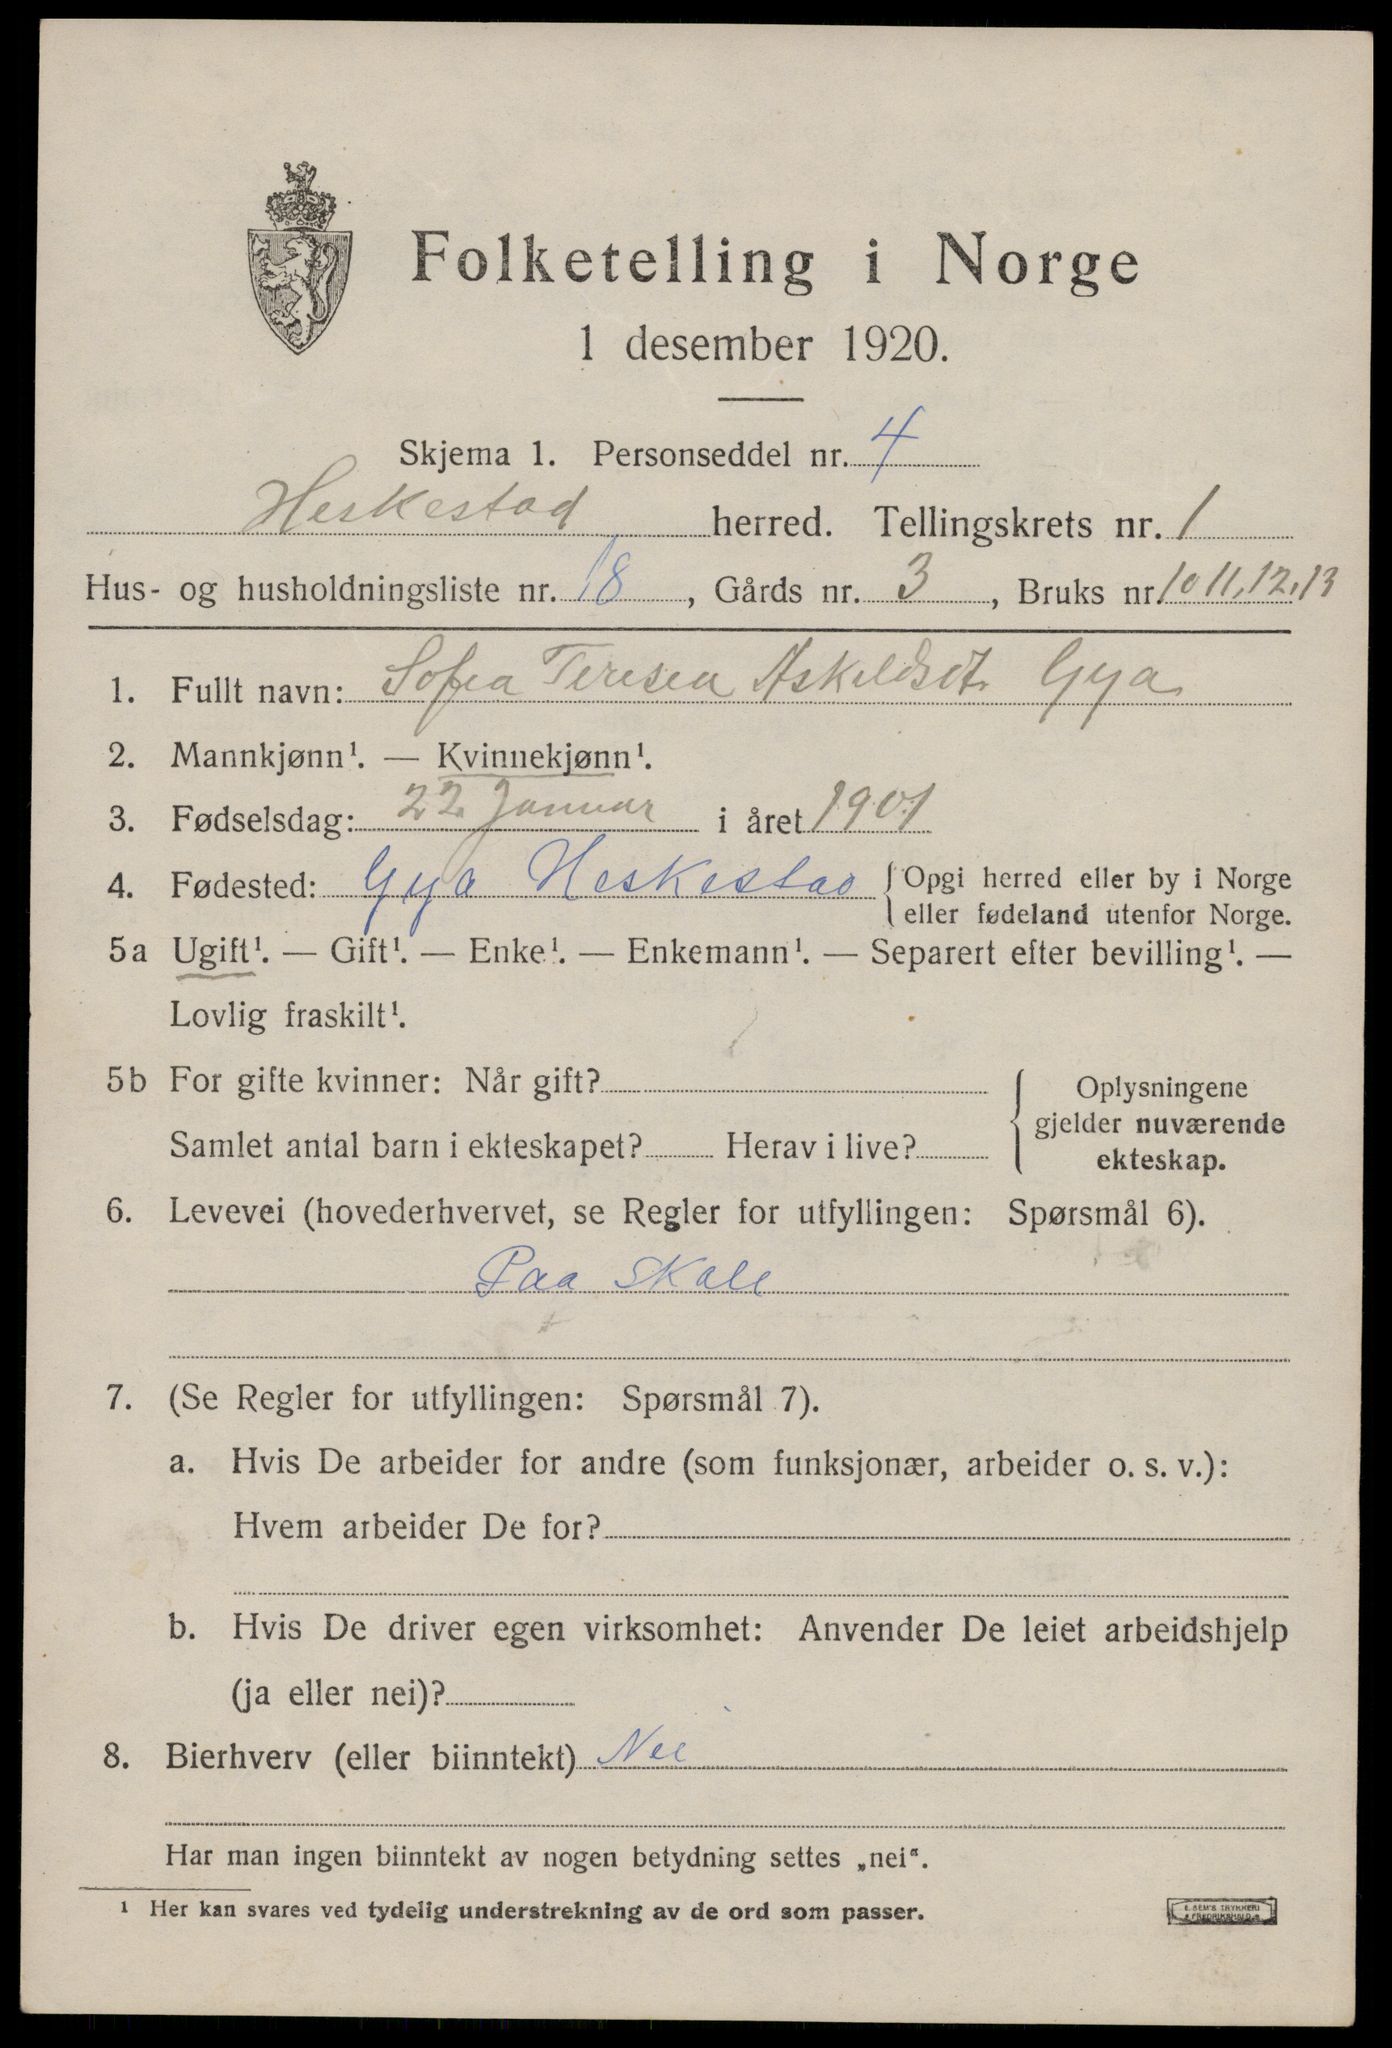 Folketelling i Norge
1 desember 1920.
Skjema 1. Personseddel nr. 4
Heskestad herred. Tellingskrets nr. 1
Hus- og husholdningsliste nr. 18, Gårds nr. 3, Bruks nr. 10 11, 12, 13
1. Fullt navn: Sofea Teresea Askeldsdt. Gya
2. Mannkjønn¹. — Kvinnekjønn¹.
3. Fødselsdag: 22 Januar i året 1901
4. Fødested: Gya Heskestad { Opgi herred eller by i Norge
eller fødeland utenfor Norge.
5a Ugift¹. — Gift¹. — Enke¹. — Enkemann¹. — Separert efter bevilling¹. —
Lovlig fraskilt¹.
5b For gifte kvinner: Når gift?
Samlet antal barn i ekteskapet? Herav i live?
Oplysningene
gjelder nuværende
ekteskap.
6. Levevei (hovederhvervet, se Regler for utfyllingen: Spørsmål 6).
Paa Skole
7. (Se Regler for utfyllingen: Spørsmål 7).
a. Hvis De arbeider for andre (som funksjonær, arbeider o. s. v.):
Hvem arbeider De for?
b. Hvis De driver egen virksomhet: Anvender De leiet arbeidshjelp
(ja eller nei)?
8. Bierhverv (eller biinntekt) Nei
Har man ingen biinntekt av nogen betydning settes „nei“.
¹ Her kan svares ved tydelig understrekning av de ord som passer.
E. SEM'S TRYKKERI
FREDRIKSHALD